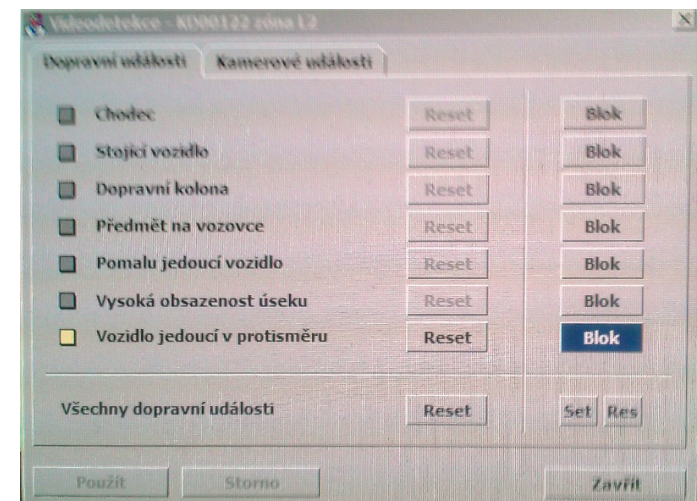 Videodetekce - KD00122 zóna L2
Dopravní události Kamerové události
Chodec Reset Blok
Stojící vozidlo Reset Blok
Dopravní kolona Reset Blok
Předmět na vozovce Reset Blok
Pomalu jedoucí vozidlo Reset Blok
Vysoká obsazenost úseku Reset Blok
Vozidlo jedoucí v protisměru Reset Blok
Všechny dopravní události Reset Set Res
Použít Storno Zavřít